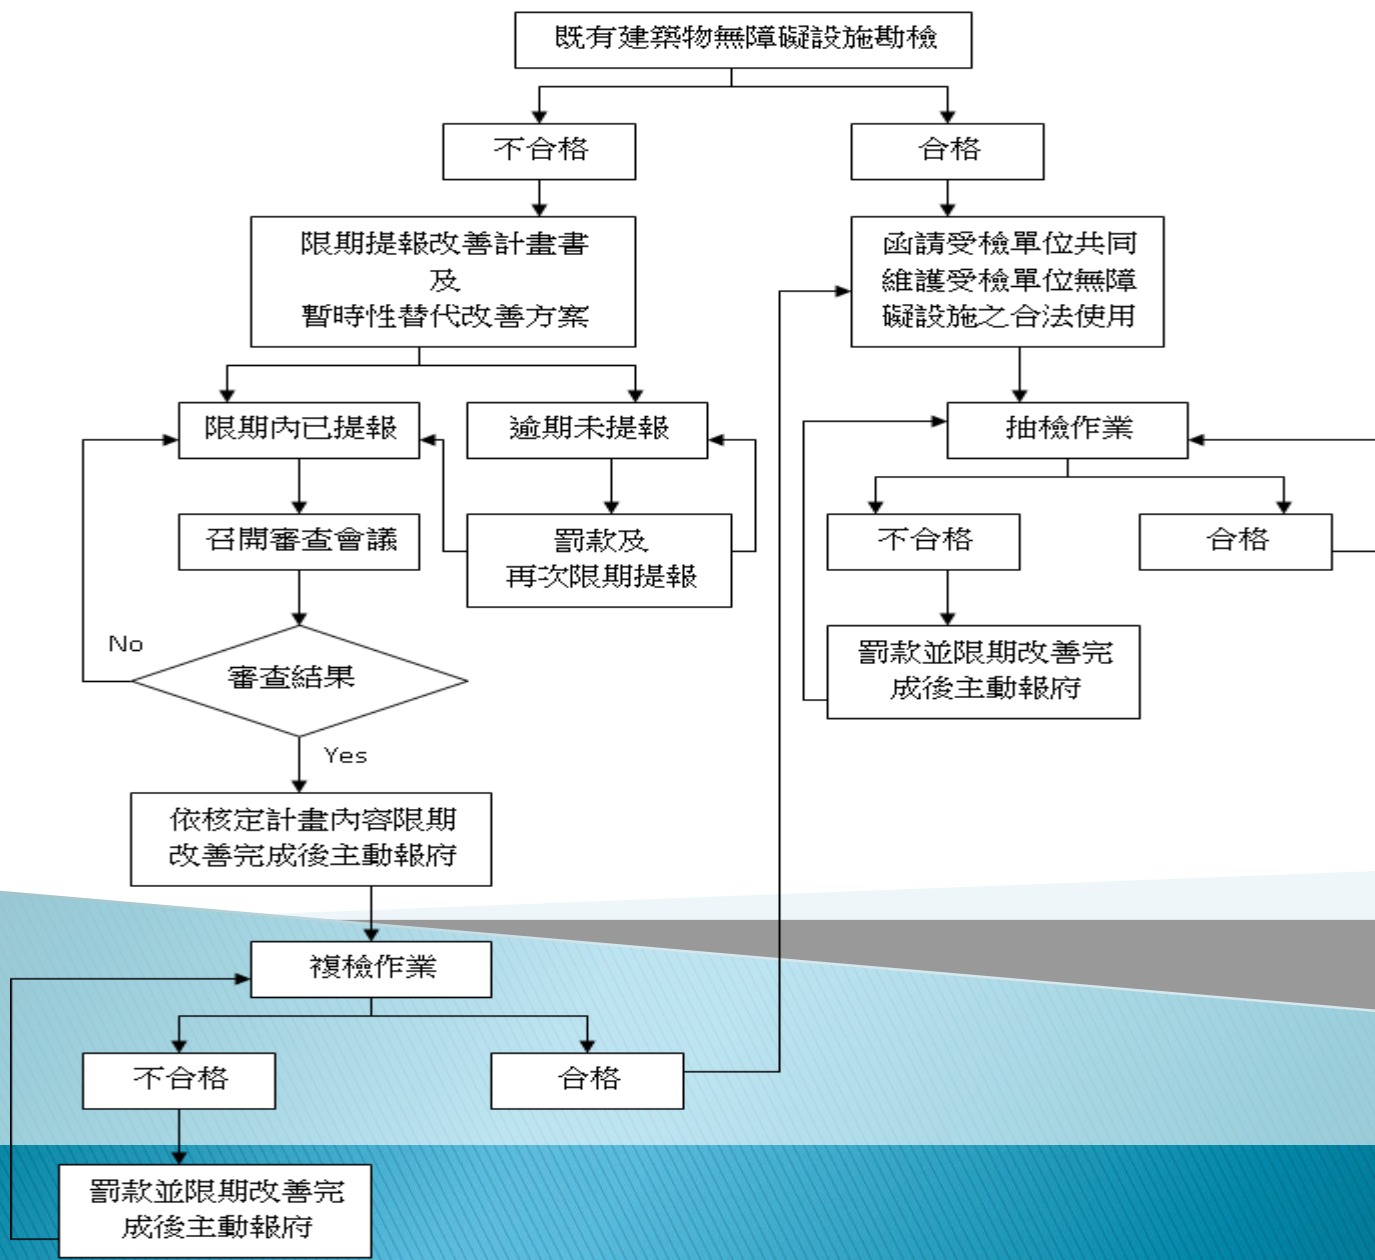 既有建築物無障礙設施勘檢
不合格
合格
限期提報改善計畫書
及
暫時性替代改善方案
函請受檢單位共同
維護受檢單位無障
礙設施之合法使用
限期內已提報
逾期未提報
抽檢作業
召開審查會議
罰款及
再次限期提報
不合格
合格
No
審查結果
罰款並限期改善完
成後主動報府
Yes
依核定計畫內容限期
改善完成後主動報府
複檢作業
不合格
合格
罰款並限期改善完
成後主動報府